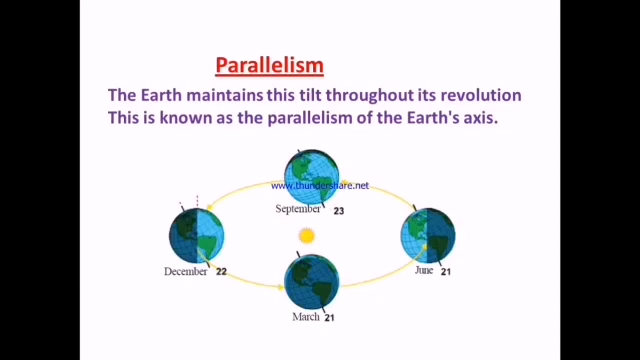 Parallelism
The Earth maintains this tilt throughout its revolution
This is known as the parallelism of the Earth's axis.
www.thundershare.net
September 23
December 22
June 21
March 21